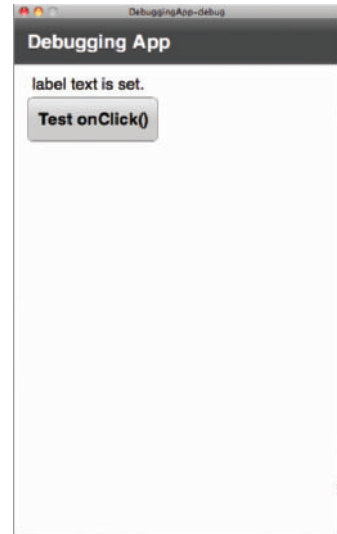 DebuggingApp-debug
Debugging App
label text is set.
Test onClick()